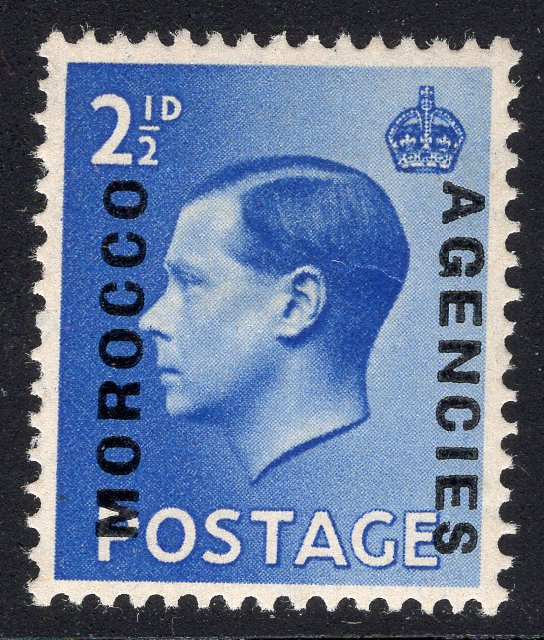 2½D
MOROCCO
AGENCIES
POSTAGE